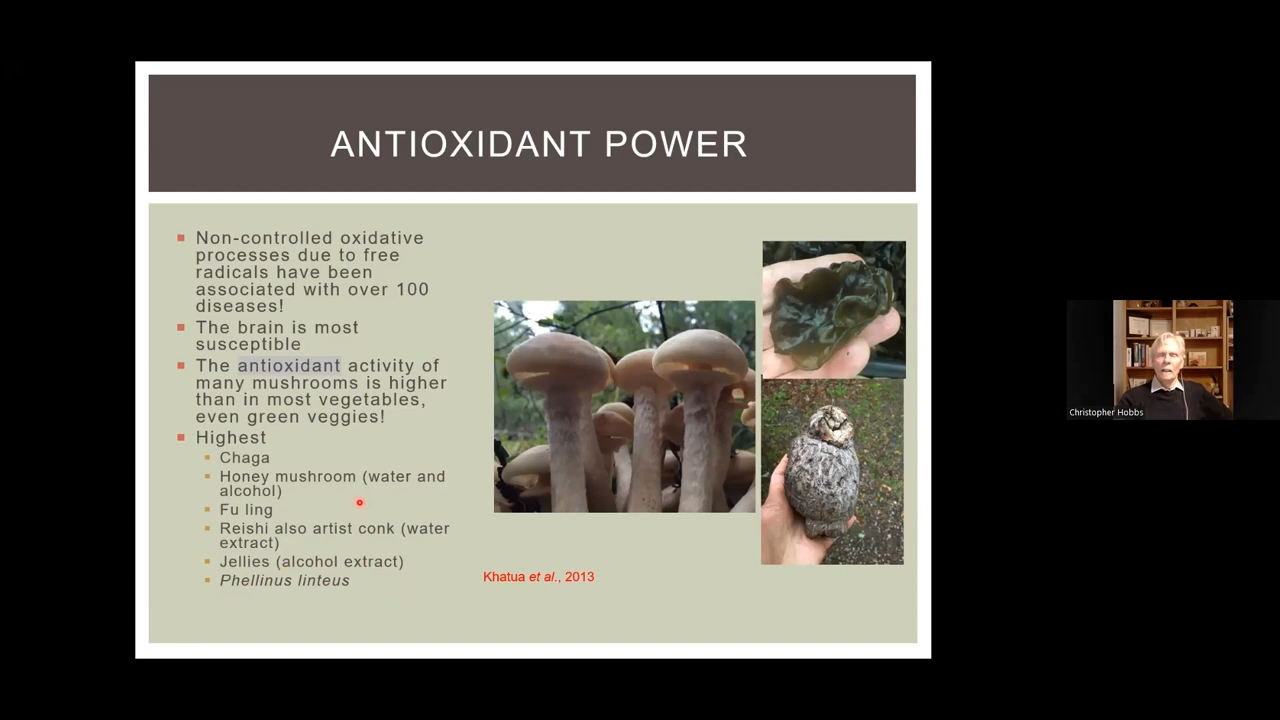 ANTIOXIDANT POWER
Non-controlled oxidative
processes due to free
radicals have been
associated with over 100
diseases!
The brain is most
susceptible
The antioxidant activity of
many mushrooms is higher
than in most vegetables,
even green veggies!
Highest
Chaga
Honey mushroom (water and
alcohol)
Fu ling
Reishi also artist conk (water
extract)
Jellies (alcohol extract)
Phellinus linteus
Khatua et al., 2013
Christopher Hobbs